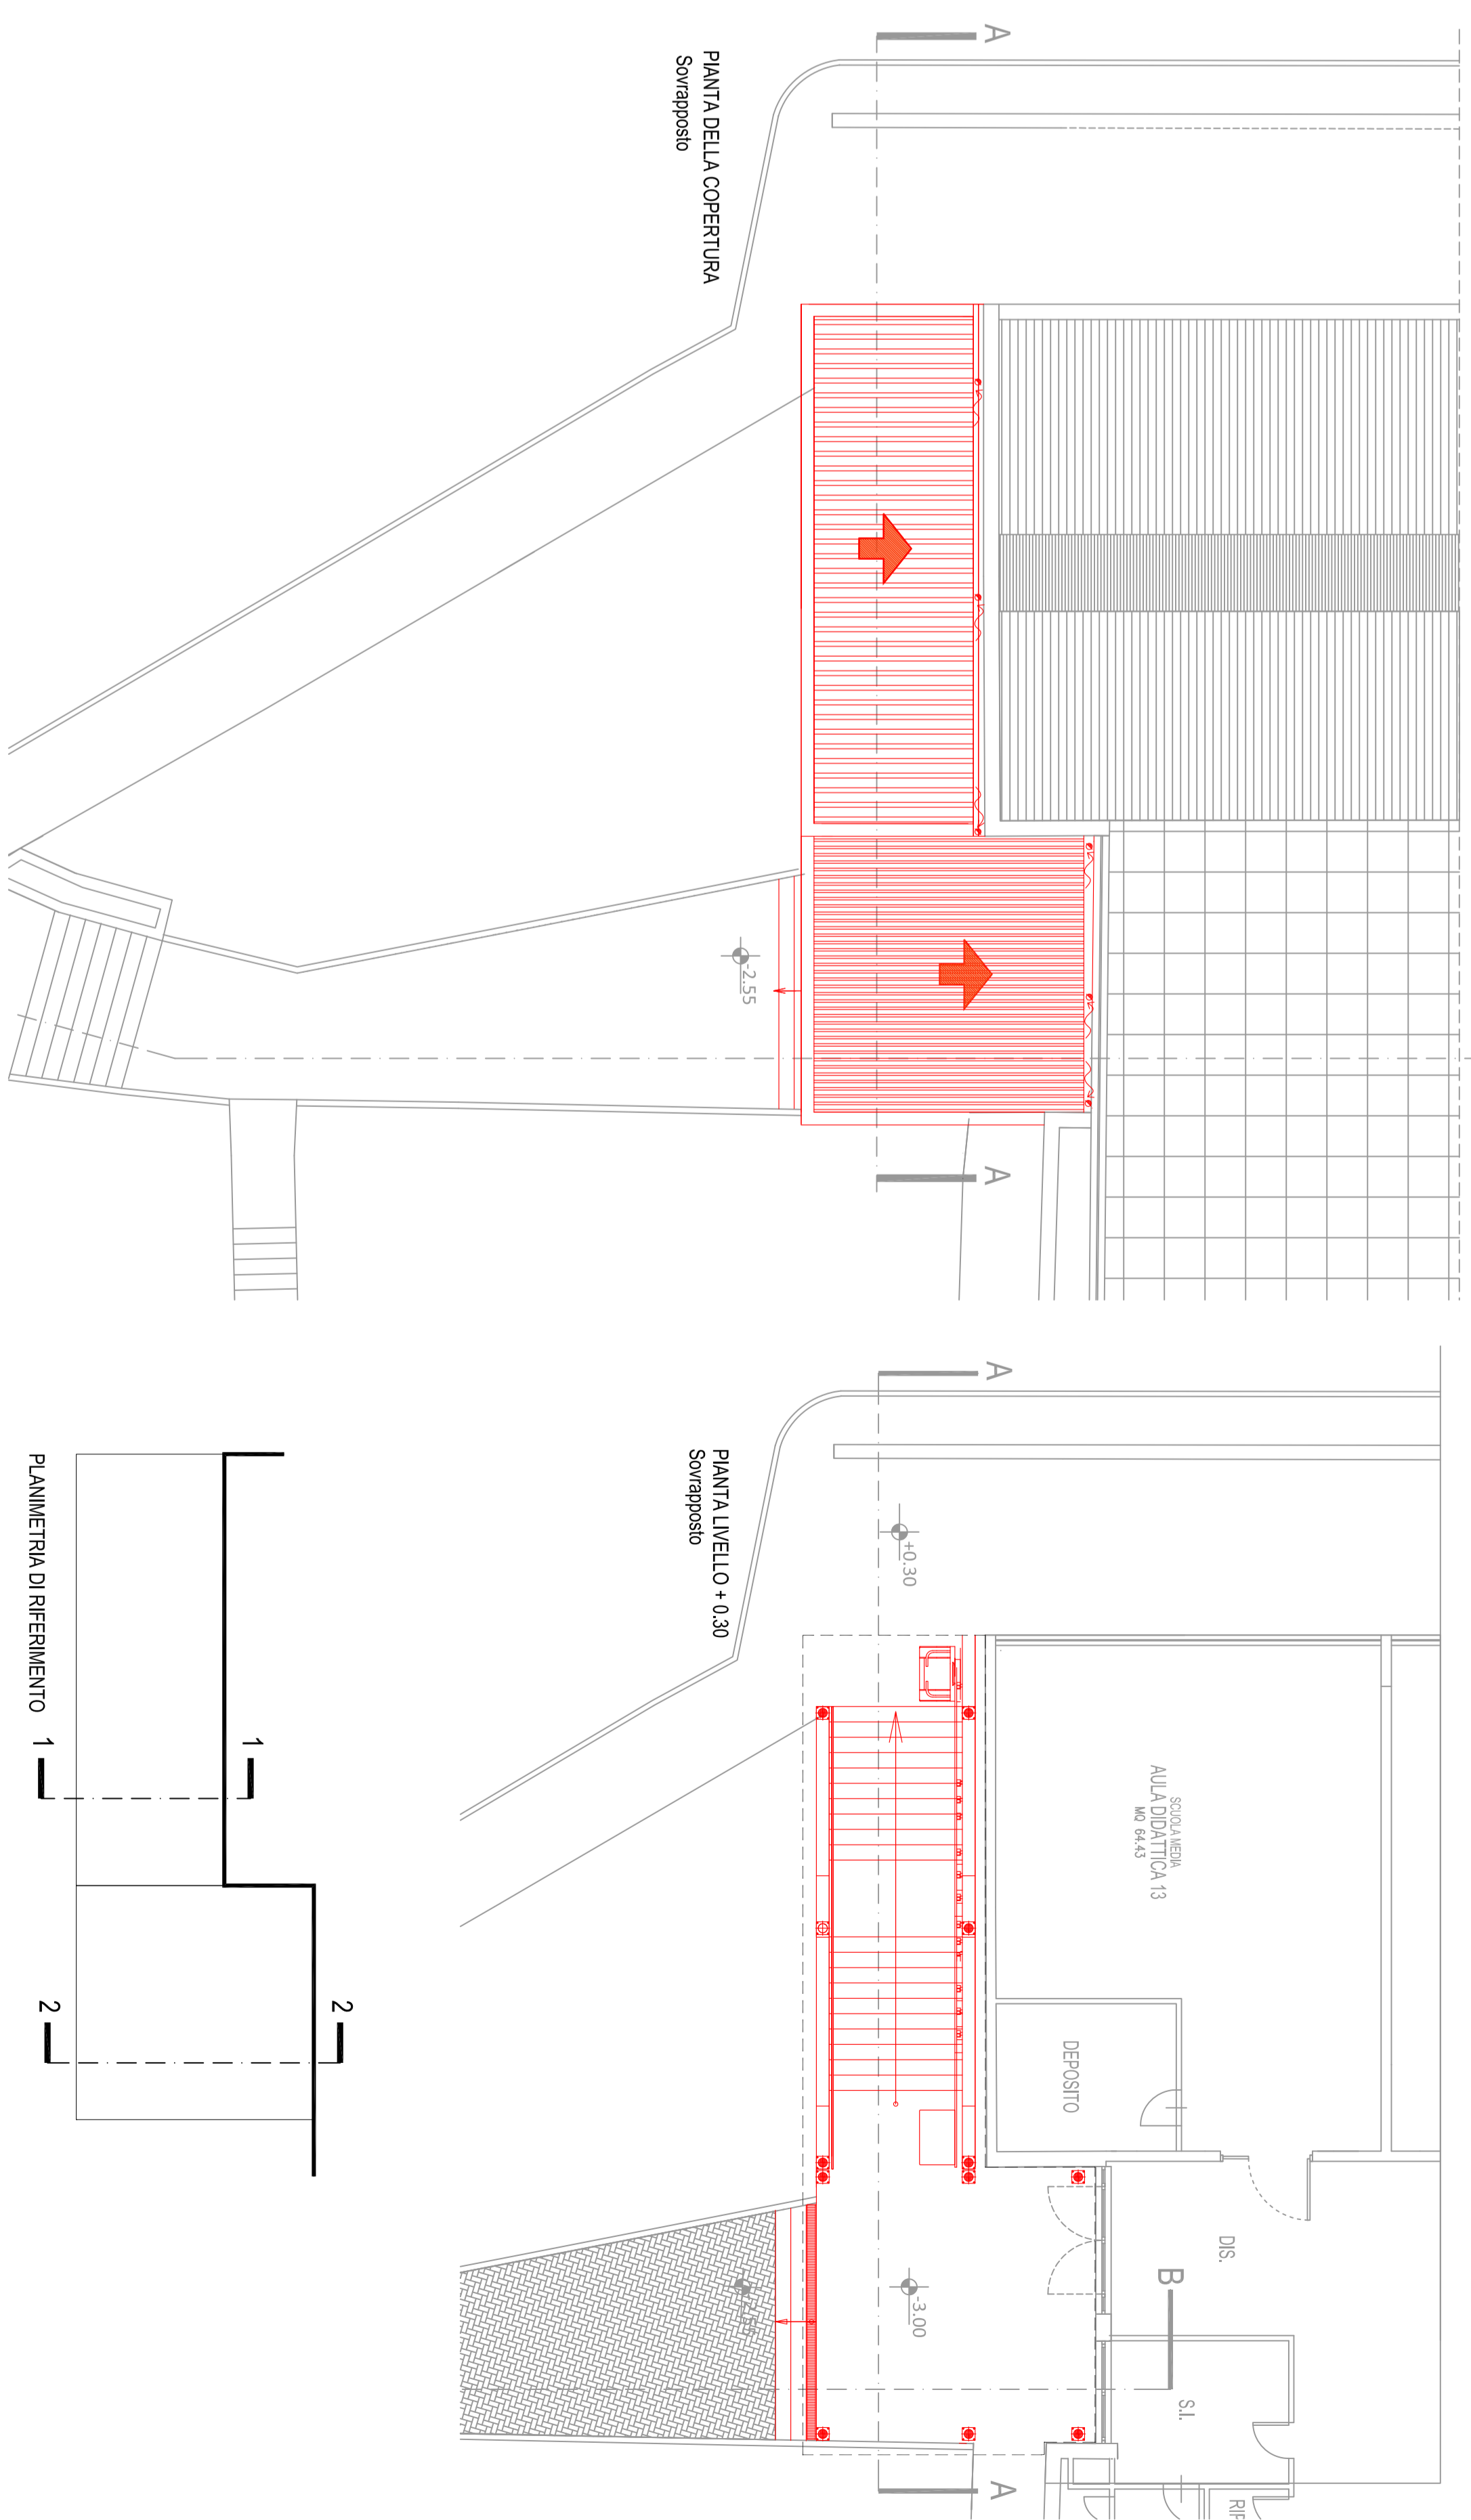 A
PIANTA DELLA COPERTURA
Sovrapposto
-2.55
A
A
PIANTA LIVELLO + 0.30
Sovrapposto
+0.30
SCUOLA MEDIA
AULA DIDATTICA 13
MQ 64.43
DEPOSITO
DIS.
B
-3.00
S.I.
A
PLANIMETRIA DI RIFERIMENTO
1
1
2
2